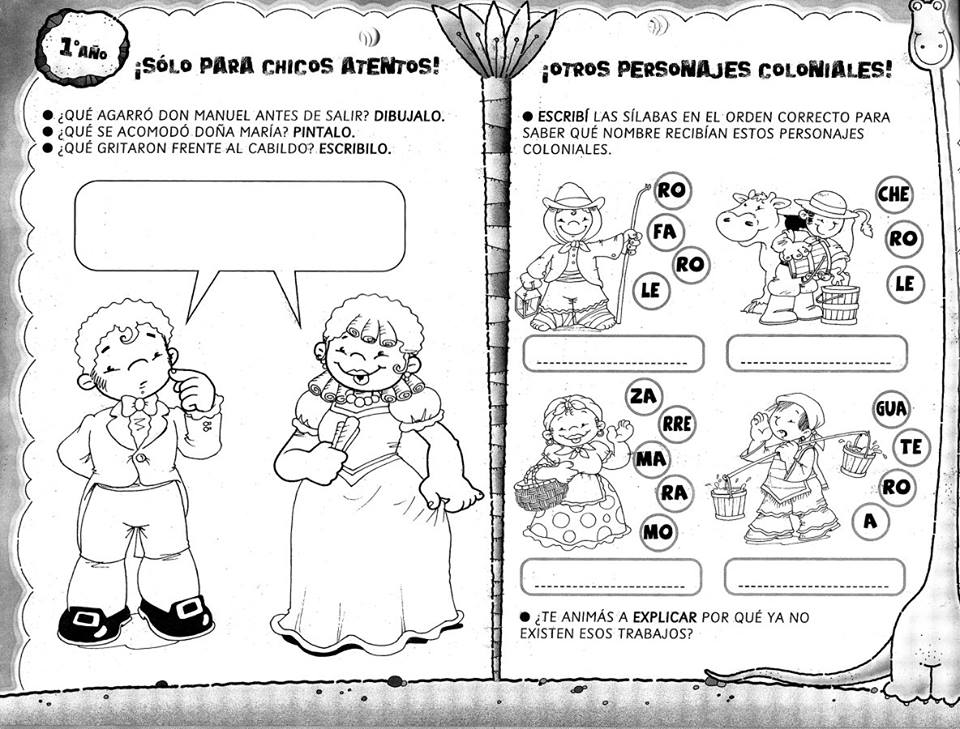 1° AÑO
¡SÓLO PARA CHICOS ATENTOS!
● ¿QUÉ AGARRÓ DON MANUEL ANTES DE SALIR? DIBUJALO.
● ¿QUÉ SE ACOMODÓ DOÑA MARÍA? PINTALO.
● ¿QUÉ GRITARON FRENTE AL CABILDO? ESCRIBILO.
¡OTROS PERSONAJES COLONIALES!
● ESCRIBÍ LAS SÍLABAS EN EL ORDEN CORRECTO PARA
SABER QUÉ NOMBRE RECIBÍAN ESTOS PERSONAJES
COLONIALES.
RO
FA
RO
LE
CHE
RO
LE
ZA
RRE
MA
RA
MO
GUA
TE
RO
A
● ¿TE ANIMÁS A EXPLICAR POR QUÉ YA NO
EXISTEN ESOS TRABAJOS?